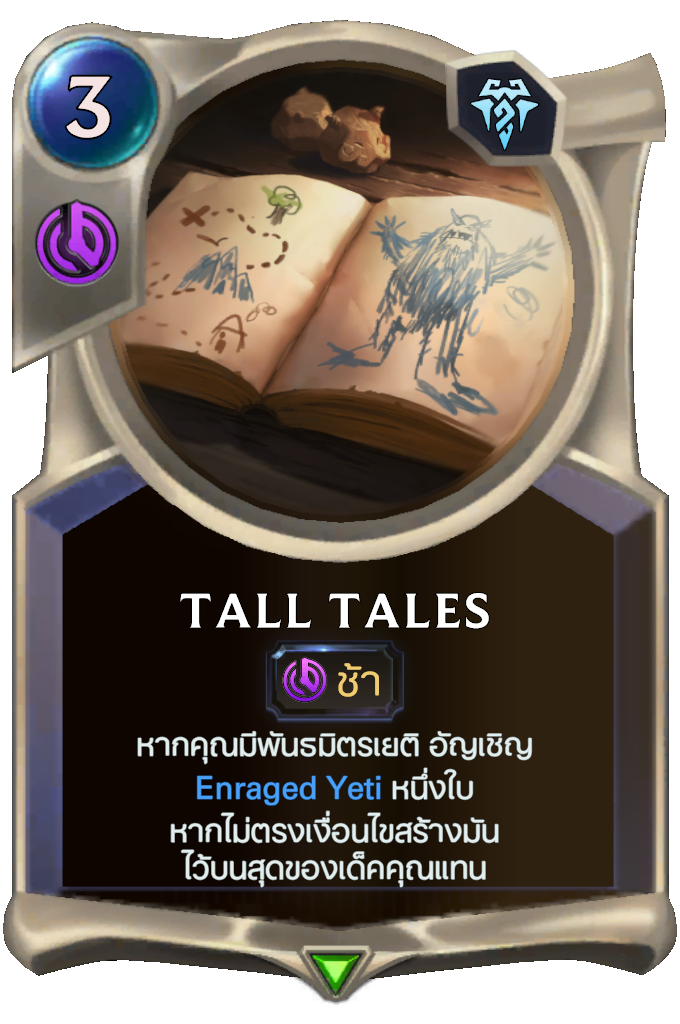 3
TALL TALES
ช้า
หากคุณมีพันธมิตรเยติ อัญเชิญ
Enraged Yeti หนึ่งใบ
หากไม่ตรงเงื่อนไขสร้างมัน
ไว้บนสุดของเด็คคุณแทน